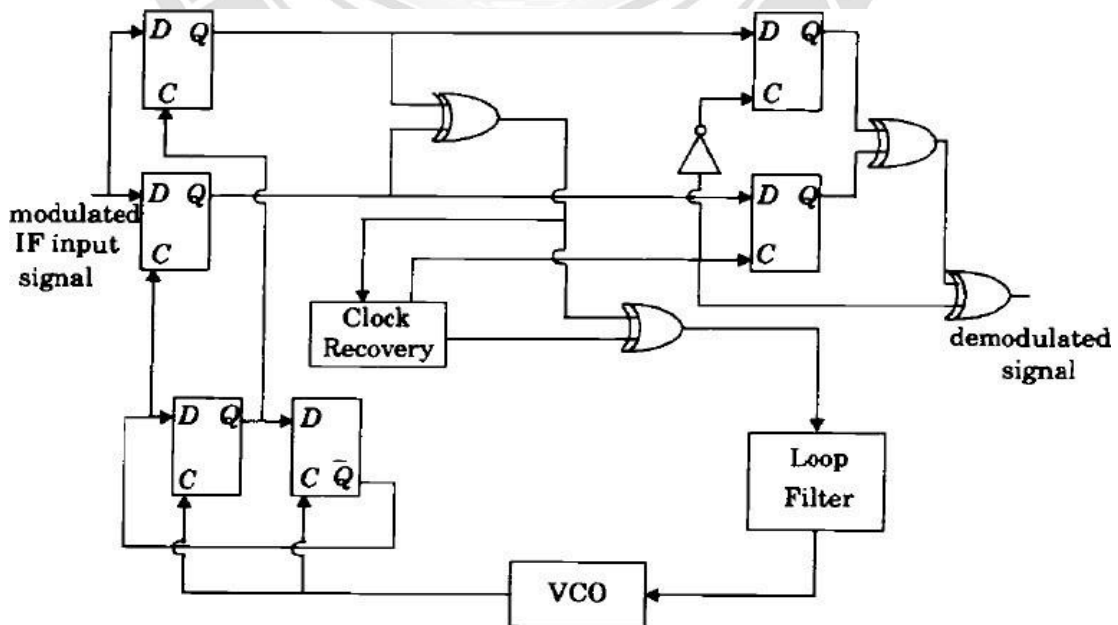 D Q
C
D Q
C
D Q
C
D Q
C
modulated
IF input
signal
Clock
Recovery
demodulated
signal
D Q
C
D
C Q̅
Loop
Filter
VCO